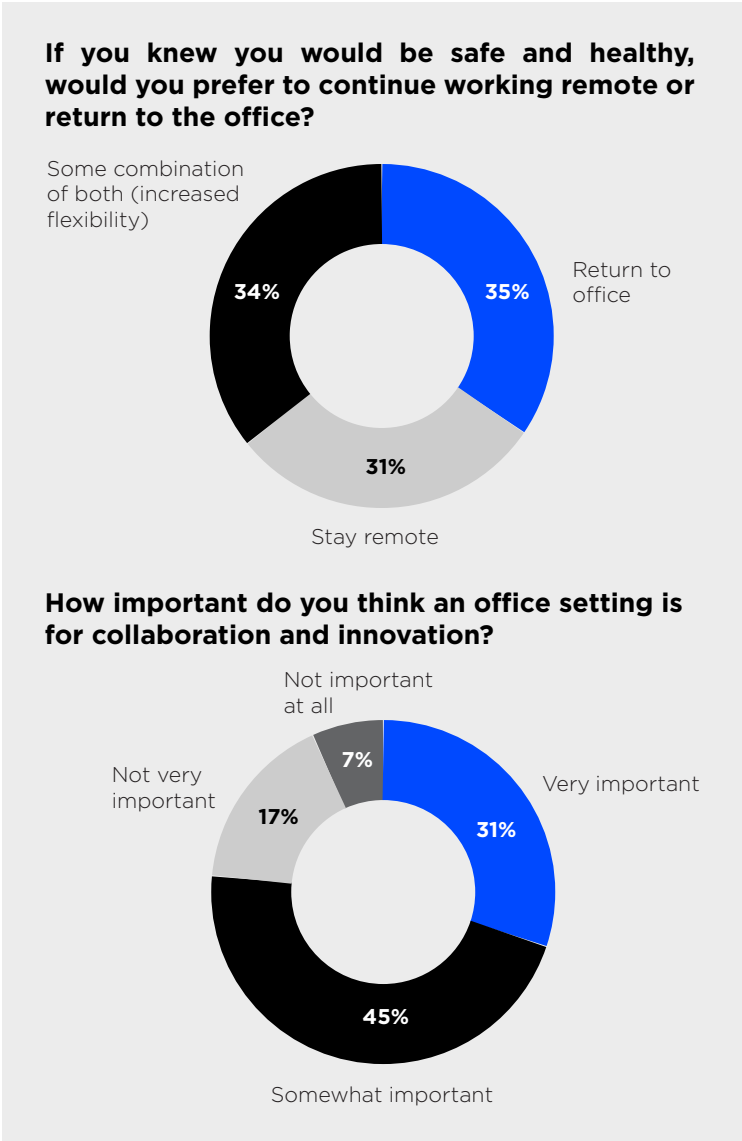 If you knew you would be safe and healthy,
would you prefer to continue working remote or
return to the office?
Some combination
of both (increased
flexibility)
34%
35%
Return to
office
31%
Stay remote
How important do you think an office setting is
for collaboration and innovation?
Not important
at all
7%
Not very
important
17%
Very important
31%
45%
Somewhat important